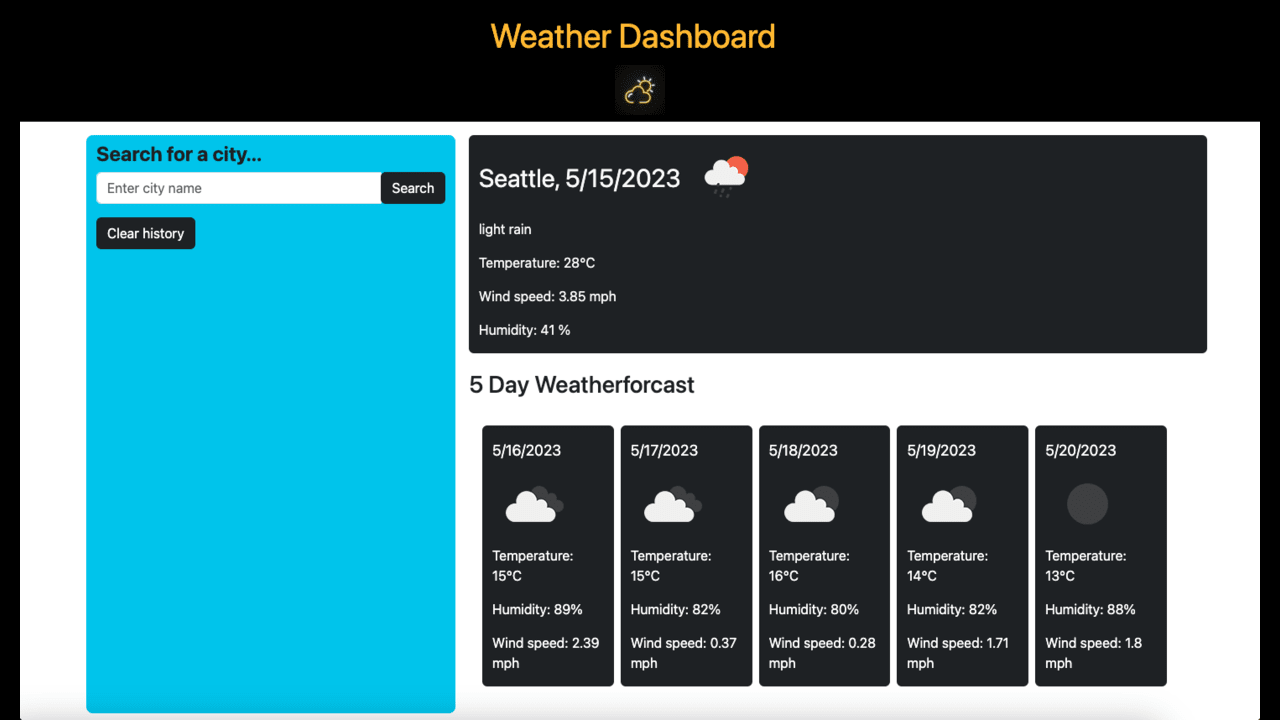 Weather Dashboard
Search for a city...
Enter city name
Search
Clear history
Seattle, 5/15/2023
light rain
Temperature: 28°C
Wind speed: 3.85 mph
Humidity: 41 %
5 Day Weatherforcast
5/16/2023
Temperature:
15°C
Humidity: 89%
Wind speed: 2.39
mph
5/17/2023
Temperature:
15°C
Humidity: 82%
Wind speed: 0.37
mph
5/18/2023
Temperature:
16°C
Humidity: 80%
Wind speed: 0.28
mph
5/19/2023
Temperature:
14°C
Humidity: 82%
Wind speed: 1.71
mph
5/20/2023
Temperature:
13°C
Humidity: 88%
Wind speed: 1.8
mph